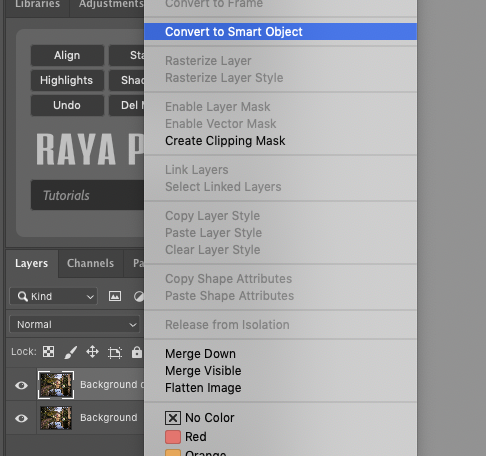 Libraries Adjustments
Convert to Frame
Convert to Smart Object
Align
Rasterize Layer
Rasterize Layer Style
Highlights
Enable Layer Mask
Undo
Del
Enable Vector Mask
Create Clipping Mask
RAYA P
Link Layers
Select Linked Layers
Tutorials
Copy Layer Style
Paste Layer Style
Clear Layer Style
Layers Channels Pa
Copy Shape Attributes
Kind
Paste Shape Attributes
Normal
Release from Isolation
Lock:
Merge Down
Merge Visible
Background
Flatten Image
Background
No Color
Red
Orange